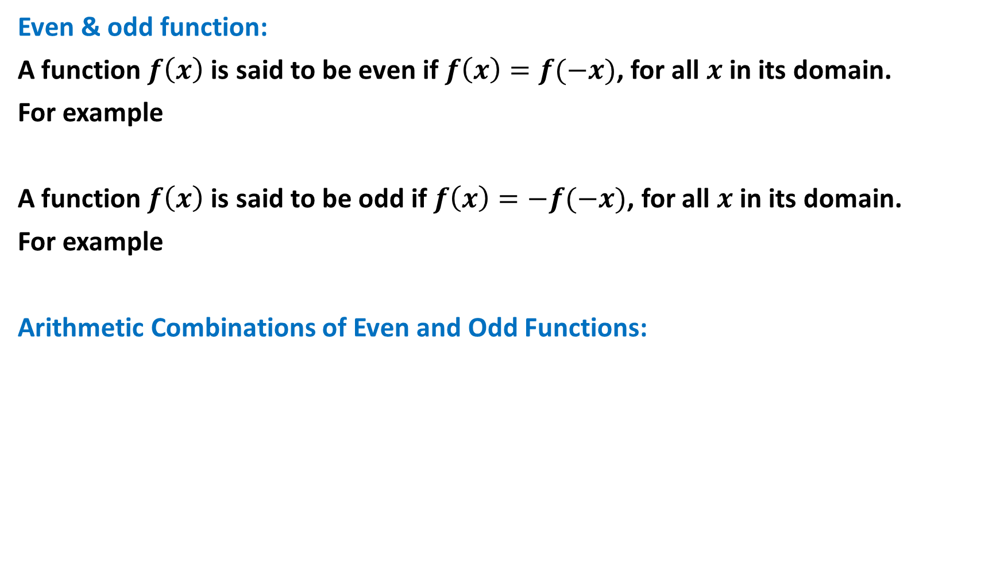 Even & odd function:
A function f(x) is said to be even if f(x) = f(−x), for all x in its domain.
For example
A function f(x) is said to be odd if f(x) = −f(−x), for all x in its domain.
For example
Arithmetic Combinations of Even and Odd Functions: